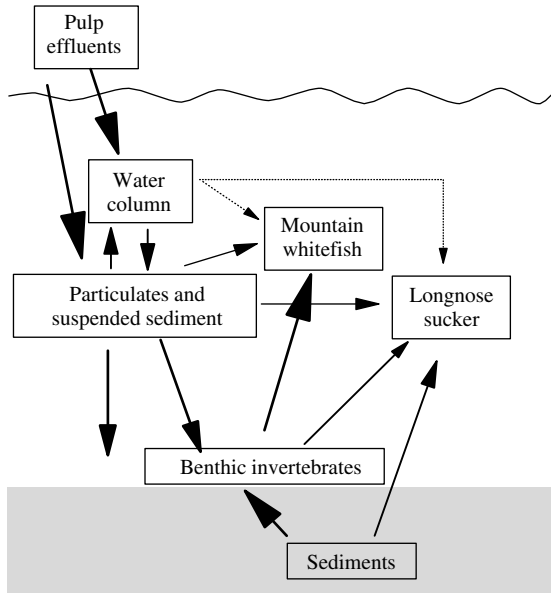 Pulp
effluents
Water
column
Mountain
whitefish
Particulates and
suspended sediment
Longnose
sucker
Benthic invertebrates
Sediments